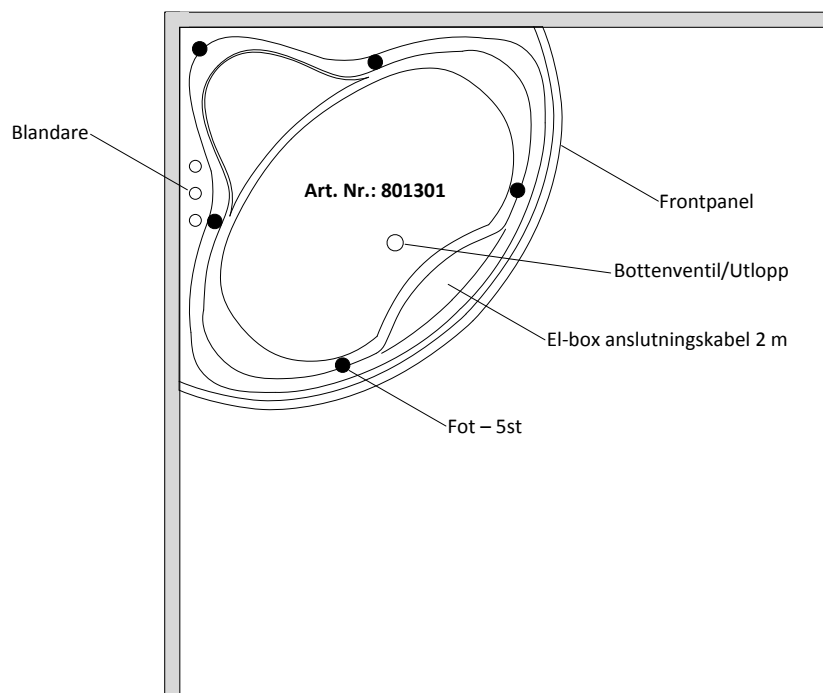 Blandare
Art. Nr.: 801301
Frontpanel
Bottenventil/Utlopp
El-box anslutningskabel 2 m
Fot – 5st